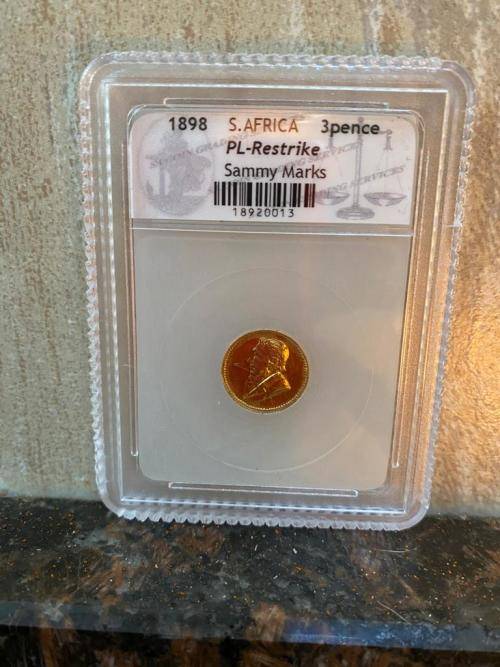 1898 S.AFRICA 3pence
PL-Restrike
Sammy Marks
18920013